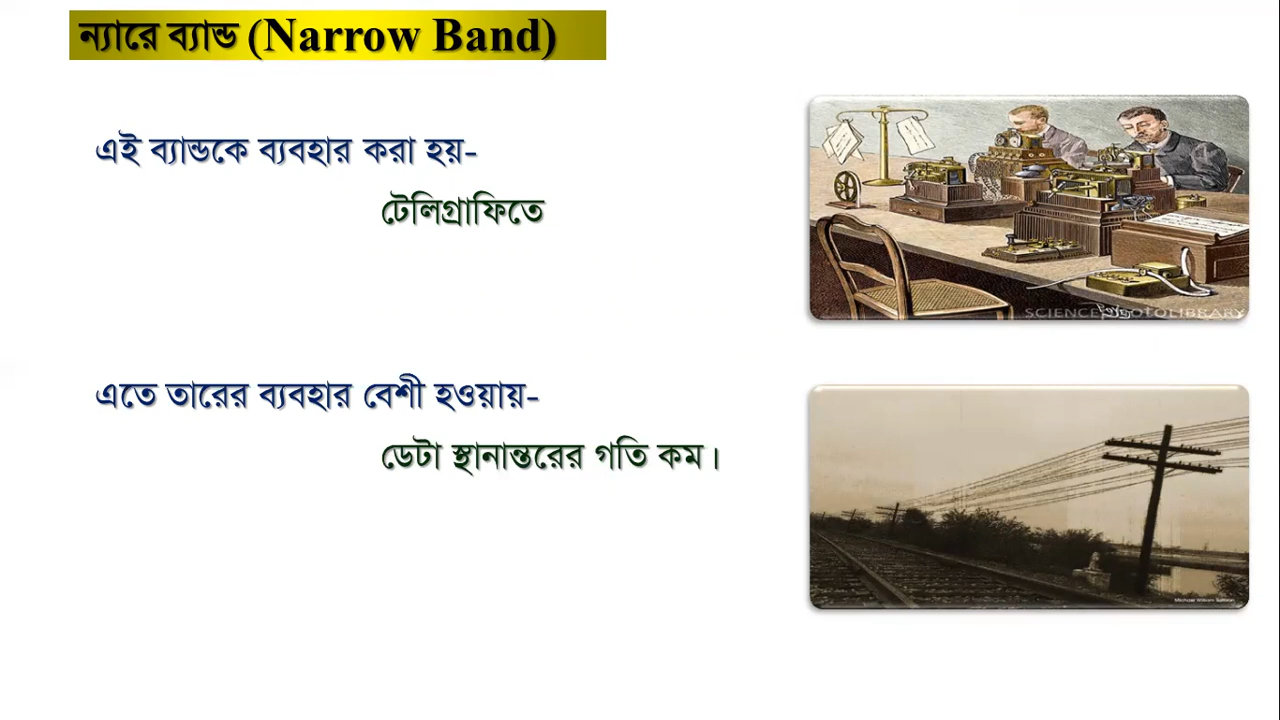 ন্যারে ব্যান্ড (Narrow Band)
এই ব্যান্ডকে ব্যবহার করা হয়-
টেলিগ্রাফিতে
এতে তারের ব্যবহার বেশী হওয়ায়-
ডেটা স্থানান্তরের গতি কম।